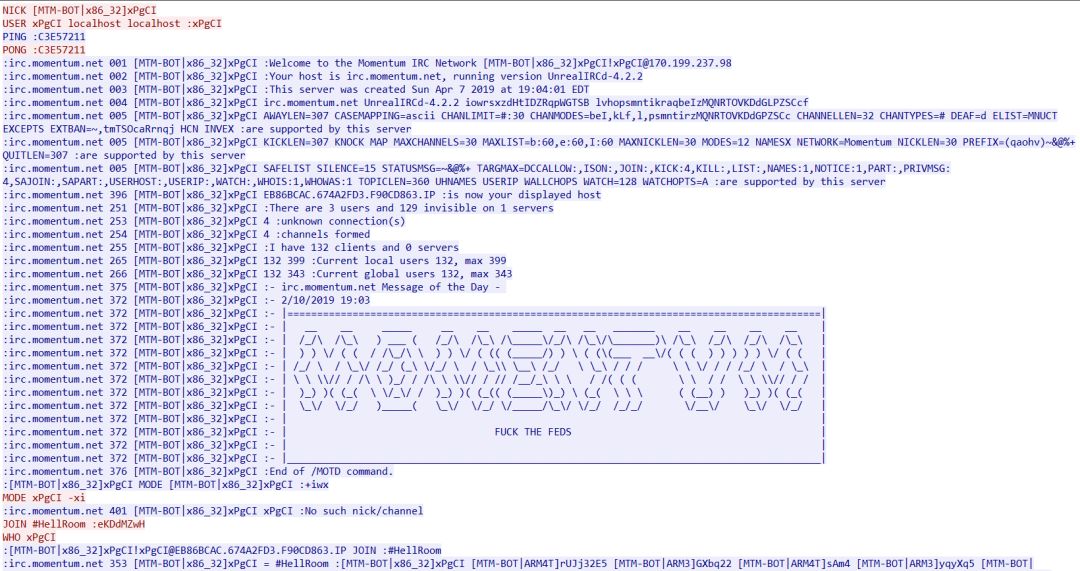 NICK [MTM-BOT|x86_32]xPgCI
USER xPgCI localhost localhost :xPgCI
PING :C3E57211
PONG :C3E57211
:irc.momentum.net 001 [MTM-BOT|x86_32]xPgCI :Welcome to the Momentum IRC Network [MTM-BOT|x86_32]xPgCI!xPgCI@170.199.237.98
:irc.momentum.net 002 [MTM-BOT|x86_32]xPgCI :Your host is irc.momentum.net, running version UnrealIRCd-4.2.2
:irc.momentum.net 003 [MTM-BOT|x86_32]xPgCI :This server was created Sun Apr 7 2019 at 19:04:01 EDT
:irc.momentum.net 004 [MTM-BOT|x86_32]xPgCI irc.momentum.net UnrealIRCd-4.2.2 iowrsxzdHtIDZRqpWGTSB lvhopsmntikraqbeIzMQNRTOVKDdGLPZSCcf
:irc.momentum.net 005 [MTM-BOT|x86_32]xPgCI AWAYLEN=307 CASEMAPPING=ascii CHANLIMIT=#:30 CHANMODES=beI,kLf,l,psmntirzMQNRTOVKDdGPZSCc CHANNELLEN=32 CHANTYPES=# DEAF=d ELIST=MNUCT
EXCEPTS EXTBAN=~,tmTSOcaRrnqj HCN INVEX :are supported by this server
:irc.momentum.net 005 [MTM-BOT|x86_32]xPgCI KICKLEN=307 KNOCK MAP MAXCHANNELS=30 MAXLIST=b:60,e:60,I:60 MAXNICKLEN=30 MODES=12 NAMESX NETWORK=Momentum NICKLEN=30 PREFIX=(qaohv)~&@%+
QUITLEN=307 :are supported by this server
:irc.momentum.net 005 [MTM-BOT|x86_32]xPgCI SAFELIST SILENCE=15 STATUSMSG=~&@%+ TARGMAX=DCCALLOW:,ISON:,JOIN:,KICK:4,KILL:,LIST:,NAMES:1,NOTICE:1,PART:,PRIVMSG:
4,SAJOIN:,SAPART:,USERHOST:,USERIP:,WATCH:,WHOIS:1,WHOWAS:1 TOPICLEN=360 UHNAMES USERIP WALLCHOPS WATCH=128 WATCHOPTS=A :are supported by this server
:irc.momentum.net 396 [MTM-BOT|x86_32]xPgCI EB86BCAC.674A2FD3.F90CD863.IP :is now your displayed host
:irc.momentum.net 251 [MTM-BOT|x86_32]xPgCI :There are 3 users and 129 invisible on 1 servers
:irc.momentum.net 253 [MTM-BOT|x86_32]xPgCI 4 :unknown connection(s)
:irc.momentum.net 254 [MTM-BOT|x86_32]xPgCI 4 :channels formed
:irc.momentum.net 255 [MTM-BOT|x86_32]xPgCI :I have 132 clients and 0 servers
:irc.momentum.net 265 [MTM-BOT|x86_32]xPgCI 132 399 :Current local users 132, max 399
:irc.momentum.net 266 [MTM-BOT|x86_32]xPgCI 132 343 :Current global users 132, max 343
:irc.momentum.net 375 [MTM-BOT|x86_32]xPgCI :- irc.momentum.net Message of the Day -
:irc.momentum.net 372 [MTM-BOT|x86_32]xPgCI :- 2/10/2019 19:03
:irc.momentum.net 372 [MTM-BOT|x86_32]xPgCI :-
:irc.momentum.net 372 [MTM-BOT|x86_32]xPgCI :-
:irc.momentum.net 372 [MTM-BOT|x86_32]xPgCI :-
:irc.momentum.net 372 [MTM-BOT|x86_32]xPgCI :-
:irc.momentum.net 372 [MTM-BOT|x86_32]xPgCI :-
:irc.momentum.net 372 [MTM-BOT|x86_32]xPgCI :-
:irc.momentum.net 372 [MTM-BOT|x86_32]xPgCI :-
:irc.momentum.net 372 [MTM-BOT|x86_32]xPgCI :-
:irc.momentum.net 372 [MTM-BOT|x86_32]xPgCI :-
:irc.momentum.net 372 [MTM-BOT|x86_32]xPgCI :- FUCK THE FEDS
:irc.momentum.net 372 [MTM-BOT|x86_32]xPgCI :-
:irc.momentum.net 372 [MTM-BOT|x86_32]xPgCI :-
:irc.momentum.net 376 [MTM-BOT|x86_32]xPgCI :End of /MOTD command.
:[MTM-BOT|x86_32]xPgCI MODE [MTM-BOT|x86_32]xPgCI :+iwx
MODE xPgCI -xi
:irc.momentum.net 401 [MTM-BOT|x86_32]xPgCI xPgCI :No such nick/channel
JOIN #HellRoom :eKDdMZwH
WHO xPgCI
:[MTM-BOT|x86_32]xPgCI!xPgCI@EB86BCAC.674A2FD3.F90CD863.IP JOIN :#HellRoom
:irc.momentum.net 353 [MTM-BOT|x86_32]xPgCI = #HellRoom :[MTM-BOT|x86_32]xPgCI [MTM-BOT|ARM4T]rUJj32E5 [MTM-BOT|ARM3]GXbq22 [MTM-BOT|ARM4T]sAm4 [MTM-BOT|ARM3]yqyXq5 [MTM-BOT|